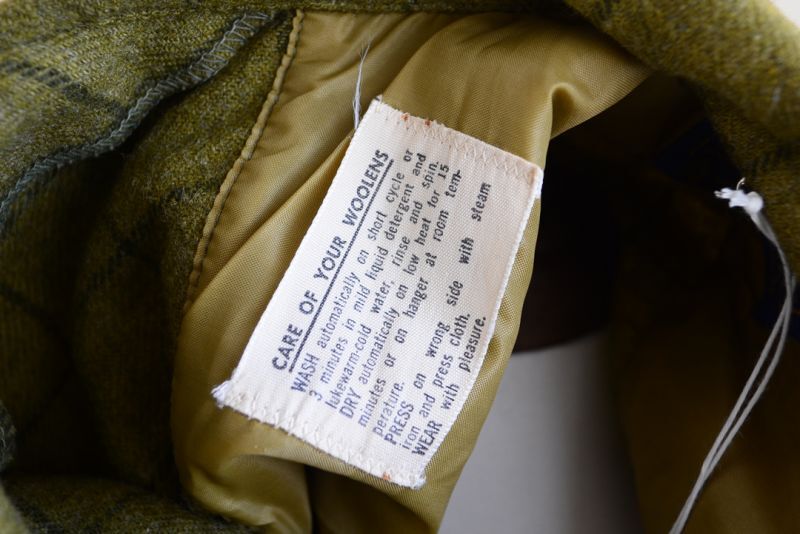 CARE OF YOUR WOOLENS
WASH automatically on short cycle or
3 minutes in mild liquid detergent and
lukewarm-cold water, rinse and spin.
DRY automatically on low heat for 15
minutes or on hanger at room tem-
perature.
PRESS on wrong side with steam
iron and press cloth.
WEAR with pleasure.